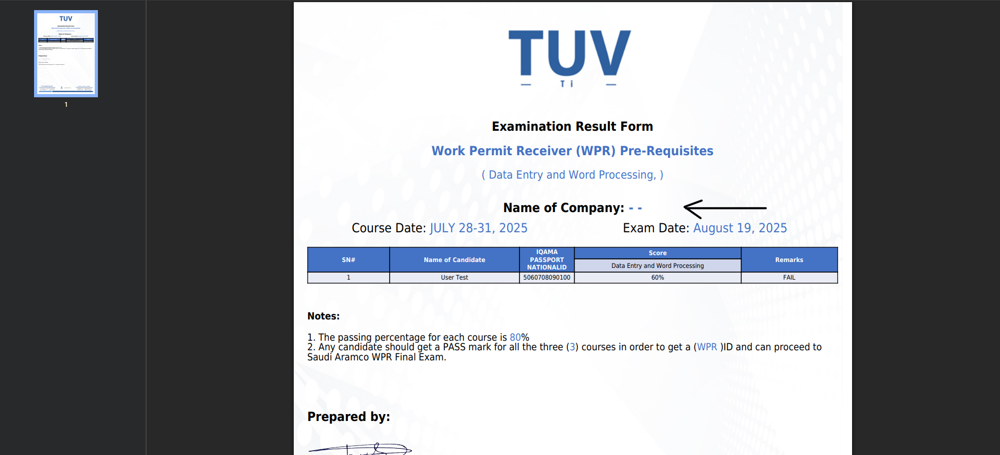 1
TUV
Ti
Examination Result Form
Work Permit Receiver (WPR) Pre-Requisites
( Data Entry and Word Processing, )
Name of Company: - -
Course Date: JULY 28-31, 2025 Exam Date: August 19, 2025
SN# Name of Candidate IQAMA PASSPORT NATIONALID Score Remarks
Data Entry and Word Processing
1 User Test 5060708090100 60% FAIL
Notes:
1. The passing percentage for each course is 80%
2. Any candidate should get a PASS mark for all the three (3) courses in order to get a (WPR )ID and can proceed to
Saudi Aramco WPR Final Exam.
Prepared by: